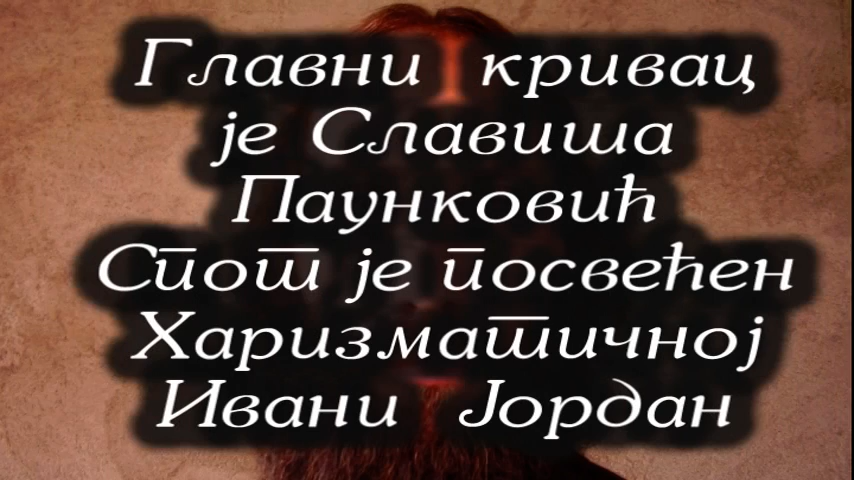 Главни кривац
је Славиша
Паунковић
Спот је посвећен
Харизматичној
Ивани Јордан